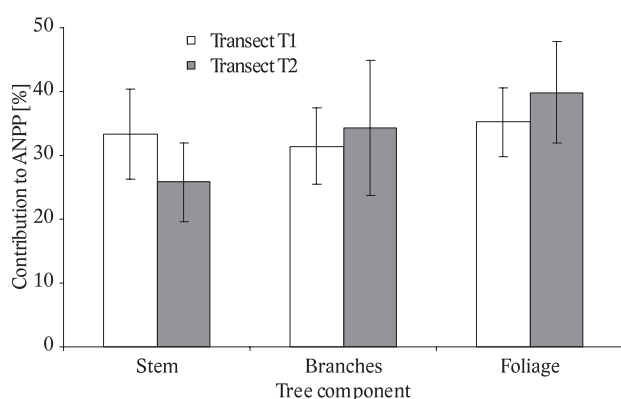 50
40
30
20
10
0
Contribution to ANPP [%]
Transect T1
Transect T2
Stem Branches Foliage
Tree component